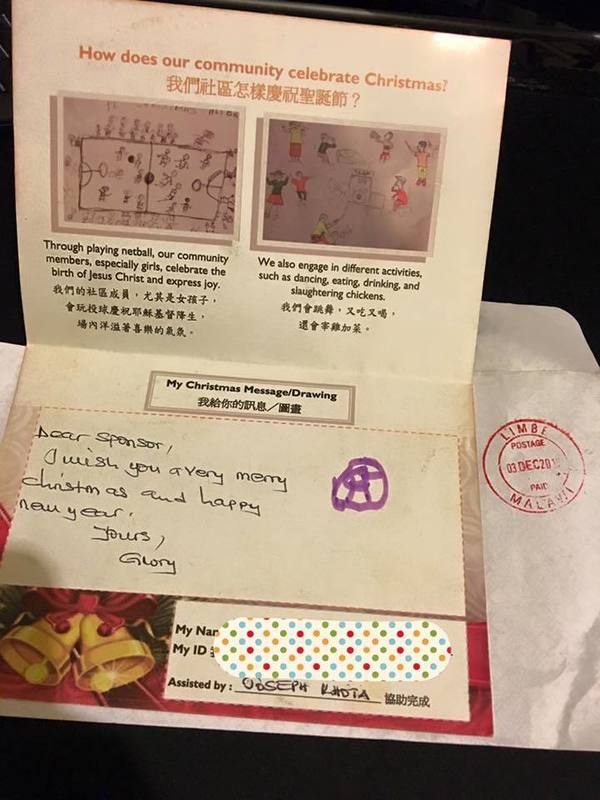 How does our community celebrate Christmas?
我們社區怎樣慶祝聖誕節？
Through playing netball, our community
members, especially girls, celebrate the
birth of Jesus Christ and express joy.
我們的社區成員，尤其是女孩子，
會玩投球慶祝耶穌基督降生，
場內洋溢著喜樂的氣氛。
We also engage in different activities,
such as dancing, eating, drinking, and
slaughtering chickens.
我們會跳舞，又吃又喝，
還會宰雞加菜。
My Christmas Message/Drawing
我給你的訊息／圖畫
Dear Sponsor,
I wish you a very merry
christmas and happy
new year.
Yours,
Glory
My Nam
My ID
Assisted by : JOSEPH KHOTA 協助完成
LIMBE
POSTAGE
03 DEC 201
PAID
MALAWI